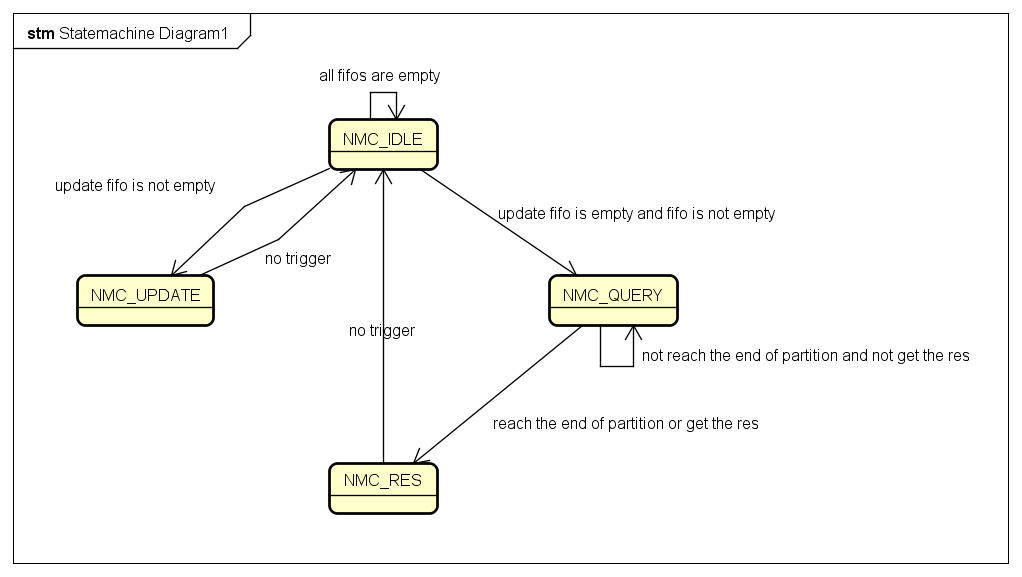 stm Statemachine Diagram1
all fifos are empty
NMC_IDLE
update fifo is not empty
update fifo is empty and fifo is not empty
no trigger
NMC_UPDATE
NMC_QUERY
no trigger
not reach the end of partition and not get the res
reach the end of partition or get the res
NMC_RES